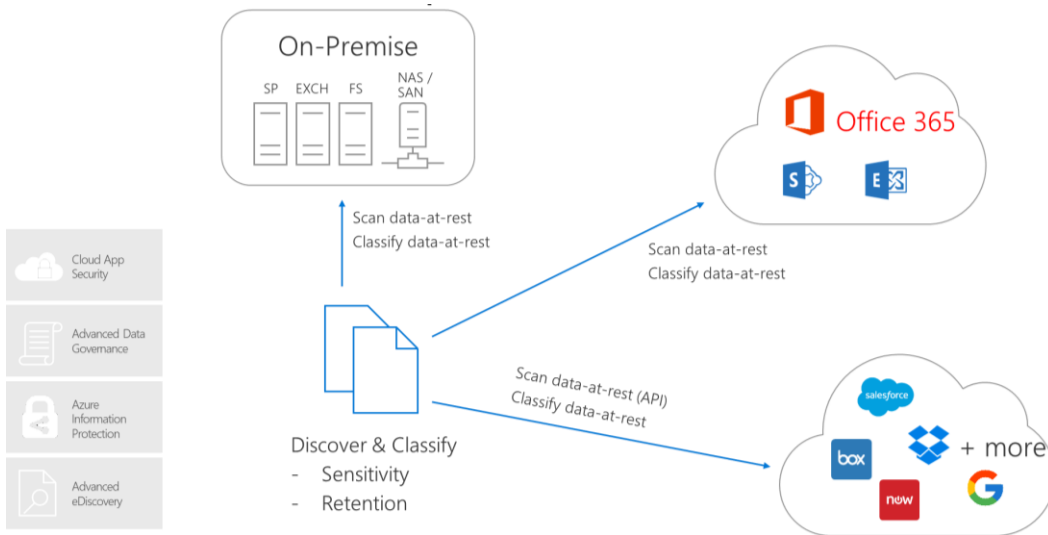 On-Premise
SP
EXCH
FS
NAS /
SAN
Office 365
S
E
Scan data-at-rest
Classify data-at-rest
Scan data-at-rest
Classify data-at-rest
Cloud App
Security
Advanced Data
Governance
Azure
Information
Protection
Advanced
eDiscovery
Scan data-at-rest (API)
Classify data-at-rest
Discover & Classify
- Sensitivity
- Retention
salesforce
box
+ more
now
G